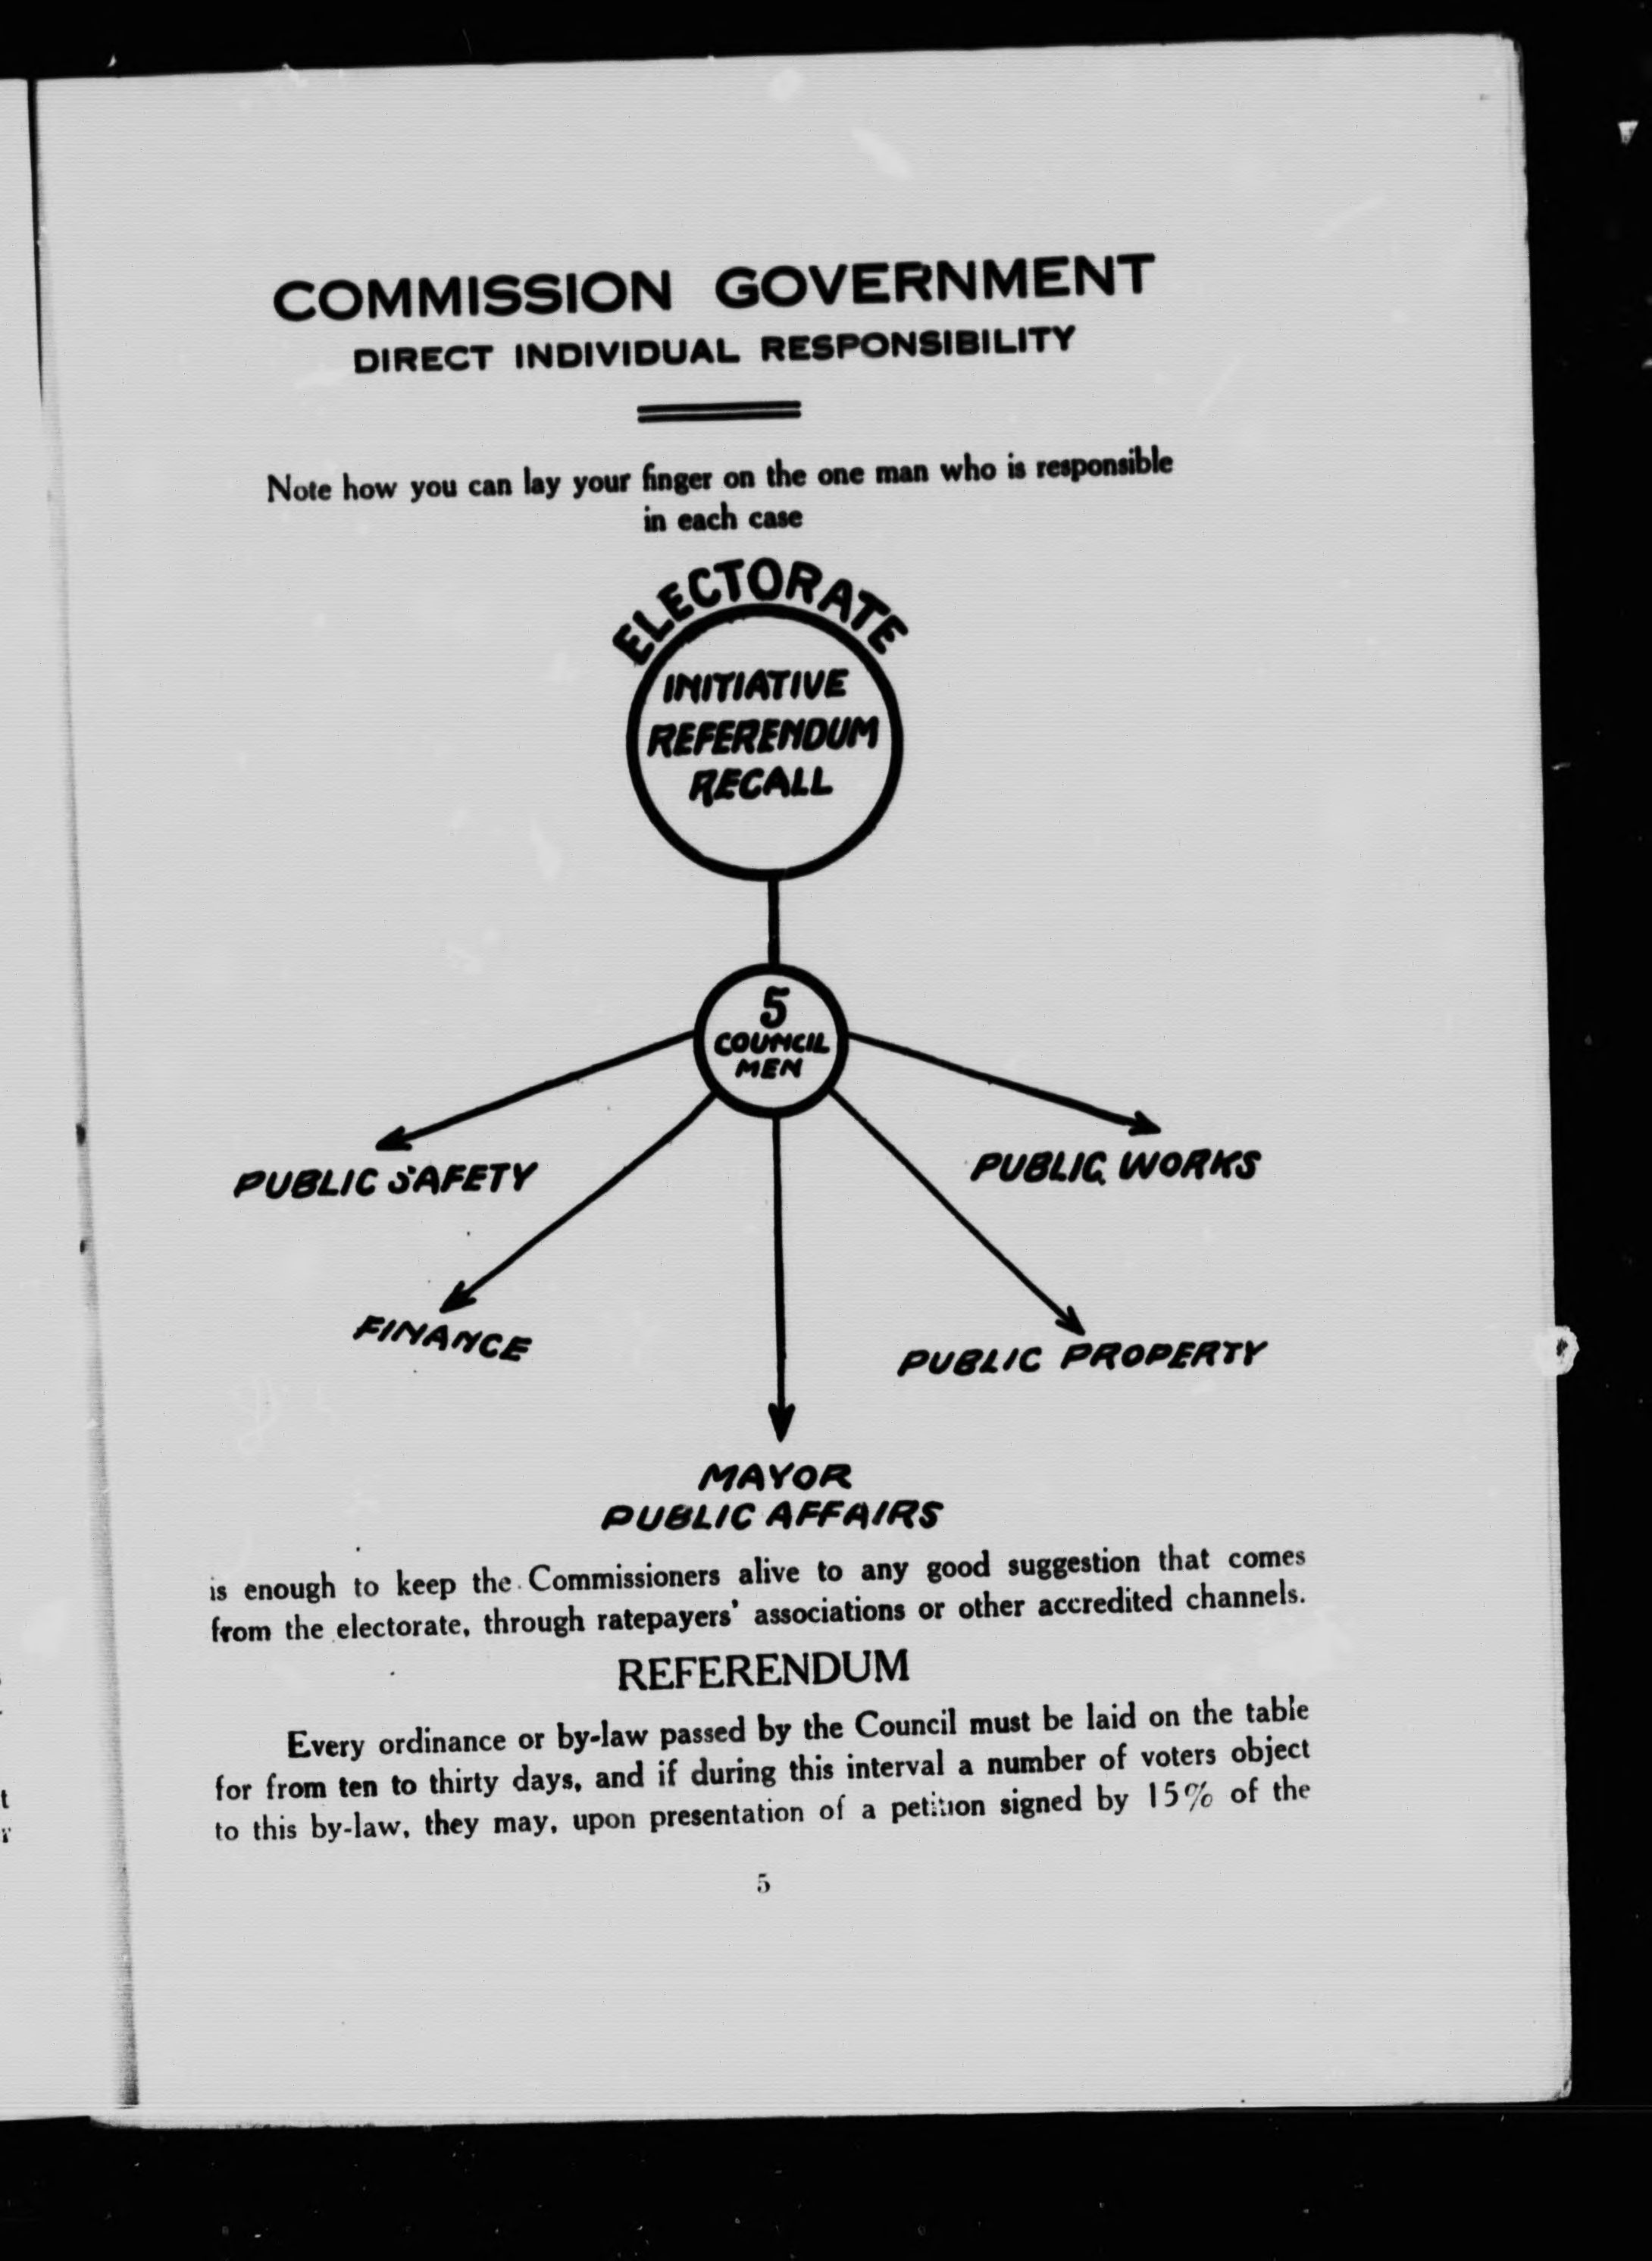 COMMISSION GOVERNMENT
DIRECT INDIVIDUAL RESPONSIBILITY
Note how you can lay your finger on the one man who is responsible
in each case
ELECTORATE
INITIATIVE
REFERENDUM
RECALL
5
COUNCIL
MEN
PUBLIC SAFETY
PUBLIC WORKS
FINANCE
PUBLIC PROPERTY
MAYOR
PUBLIC AFFAIRS
is enough to keep the Commissioners alive to any good suggestion that comes
from the electorate, through ratepayers' associations or other accredited channels.
REFERENDUM
Every ordinance or by-law passed by the Council must be laid on the table
for from ten to thirty days, and if during this interval a number of voters object
to this by-law, they may, upon presentation of a petition signed by 15% of the
5